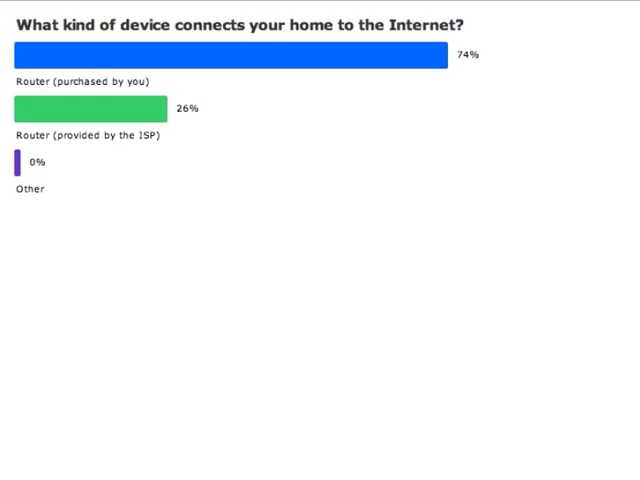 What kind of device connects your home to the Internet?
74%
Router (purchased by you)
26%
Router (provided by the ISP)
0%
Other